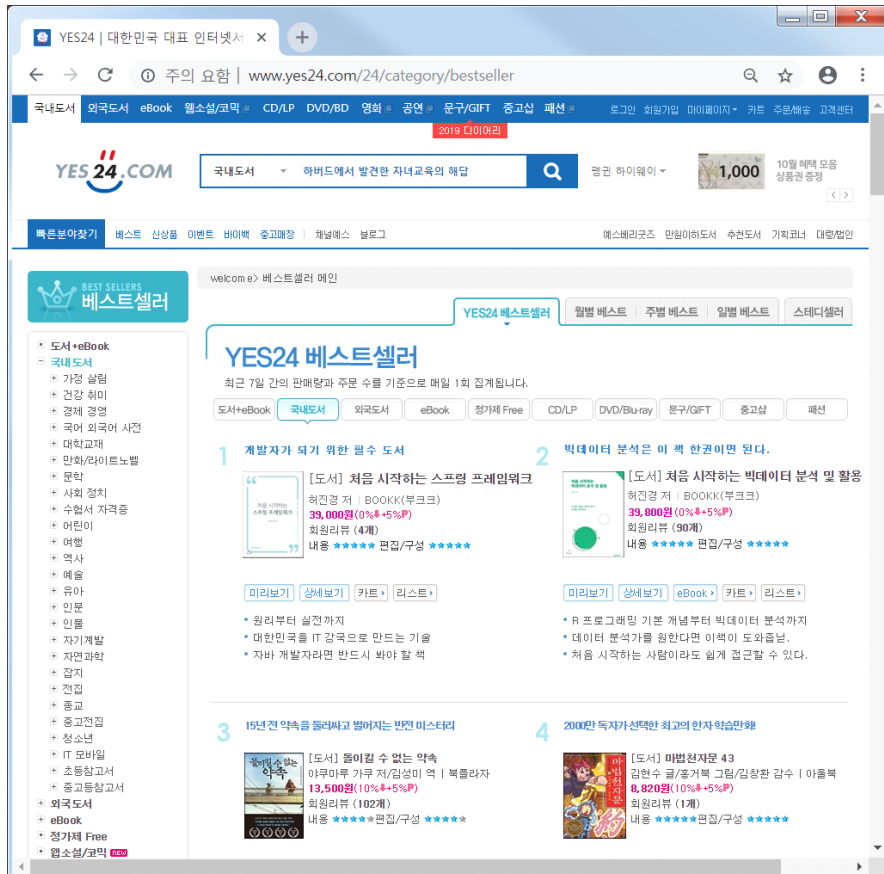 YES24 | 대한민국 대표 인터넷서
주의 요함 | www.yes24.com/24/category/bestseller
국내도서 외국도서 eBook 웹소설/코믹 CD/LP DVD/BD 영화 공연 문구/GIFT 중고샵 패션 로그인 회원가입 마이페이지 카트 주문/배송 고객센터
2019 다이어리
YES24.COM 국내도서 하버드에서 발견한 자녀교육의 해답 펭귄 하이웨이 1,000 10월 혜택 모음
상품권 증정
빠른분야찾기 베스트 신상품 이벤트 바이백 중고매장 | 채널예스 블로그 예스베리굿즈 만원이하도서 추천도서 기획코너 대량/법인
BEST SELLERS
베스트셀러
welcome> 베스트셀러 메인
YES24 베스트셀러 월별 베스트 주별 베스트 일별 베스트 스테디셀러
YES24 베스트셀러
최근 7일 간의 판매량과 주문 수를 기준으로 매일 1회 집계됩니다.
도서+eBook 국내도서 외국도서 eBook 정가제 Free CD/LP DVD/Blu-ray 문구/GIFT 중고샵 패션
도서+eBook
국내도서
가정 살림
건강 취미
경제 경영
국어 외국어 사전
대학교재
만화/라이트노벨
문학
사회 정치
수험서 자격증
어린이
여행
역사
예술
유아
인문
인물
자기계발
자연과학
잡지
전집
종교
중고전집
청소년
IT 모바일
초등참고서
중고등참고서
외국도서
eBook
정가제 Free
웹소설/코믹 NEW
1 개발자가 되기 위한 필수 도서
처음 시작하는
스프링 프레임워크
[도서] 처음 시작하는 스프링 프레임워크
허진경 저 | BOOKK(부크크)
39,000원(0%⬇+5%P)
회원리뷰 (4개)
내용 ★★★★★ 편집/구성 ★★★★★
미리보기 상세보기 카트 리스트
원리부터 실전까지
대한민국을 IT 강국으로 만드는 기술
자바 개발자라면 반드시 봐야 할 책
2 빅데이터 분석은 이 책 한권이면 된다.
[도서] 처음 시작하는 빅데이터 분석 및 활용
허진경 저 | BOOKK(부크크)
39,800원(0%⬇+5%P)
회원리뷰 (90개)
내용 ★★★★★ 편집/구성 ★★★★★
미리보기 상세보기 eBook 카트 리스트
R 프로그래밍 기본 개념부터 빅데이터 분석까지
데이터 분석가를 원한다면 이책이 도와줍닏.
처음 시작하는 사람이라도 쉽게 접근할 수 있다.
3 15년 전 약속을 둘러싸고 벌어지는 반전 미스터리
돌이킬 수 없는
약속
[도서] 돌이킬 수 없는 약속
야쿠마루 가쿠 저/김성미 역 | 북플라자
13,500원(10%⬇+5%P)
회원리뷰 (102개)
내용 ★★★★★ 편집/구성 ★★★★★
4 2000만 독자가 선택한 최고의 한자 학습만화!
마법천자문
[도서] 마법천자문 43
김현수 글/홍거북 그림/김창환 감수 | 아울북
8,820원(10%⬇+5%P)
회원리뷰 (1개)
내용 ★★★★★ 편집/구성 ★★★★★